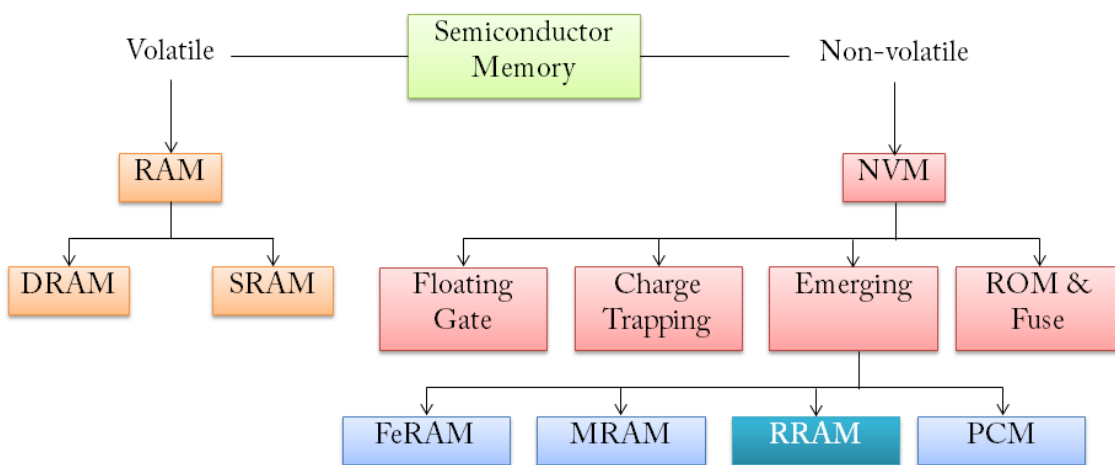 Volatile
Semiconductor
Memory
Non-volatile
RAM
NVM
DRAM
SRAM
Floating
Gate
Charge
Trapping
Emerging
ROM &
Fuse
FeRAM
MRAM
RRAM
PCM